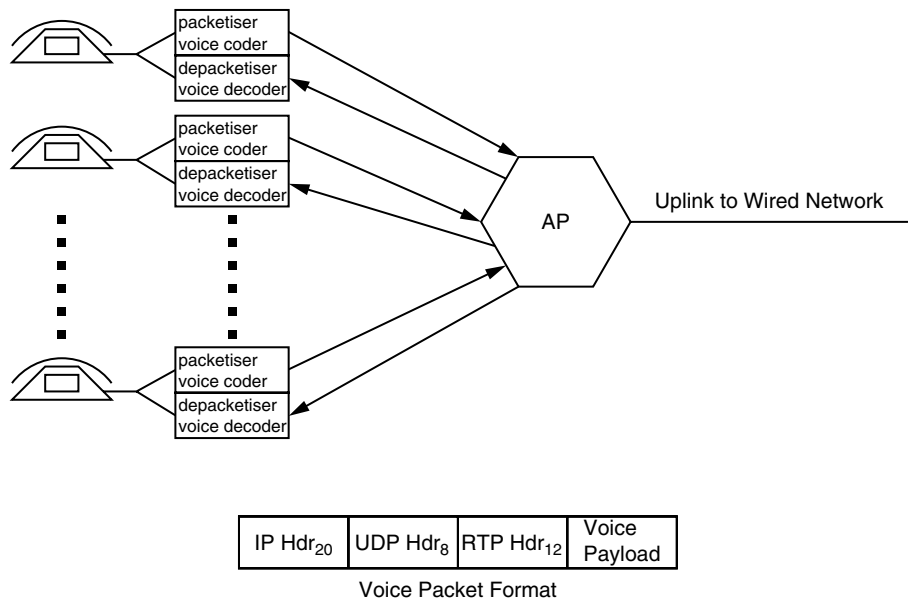 packetiser
voice coder
depacketiser
voice decoder
packetiser
voice coder
depacketiser
voice decoder
AP
Uplink to Wired Network
packetiser
voice coder
depacketiser
voice decoder
IP Hdr20
UDP Hdr8
RTP Hdr12
Voice
Payload
Voice Packet Format